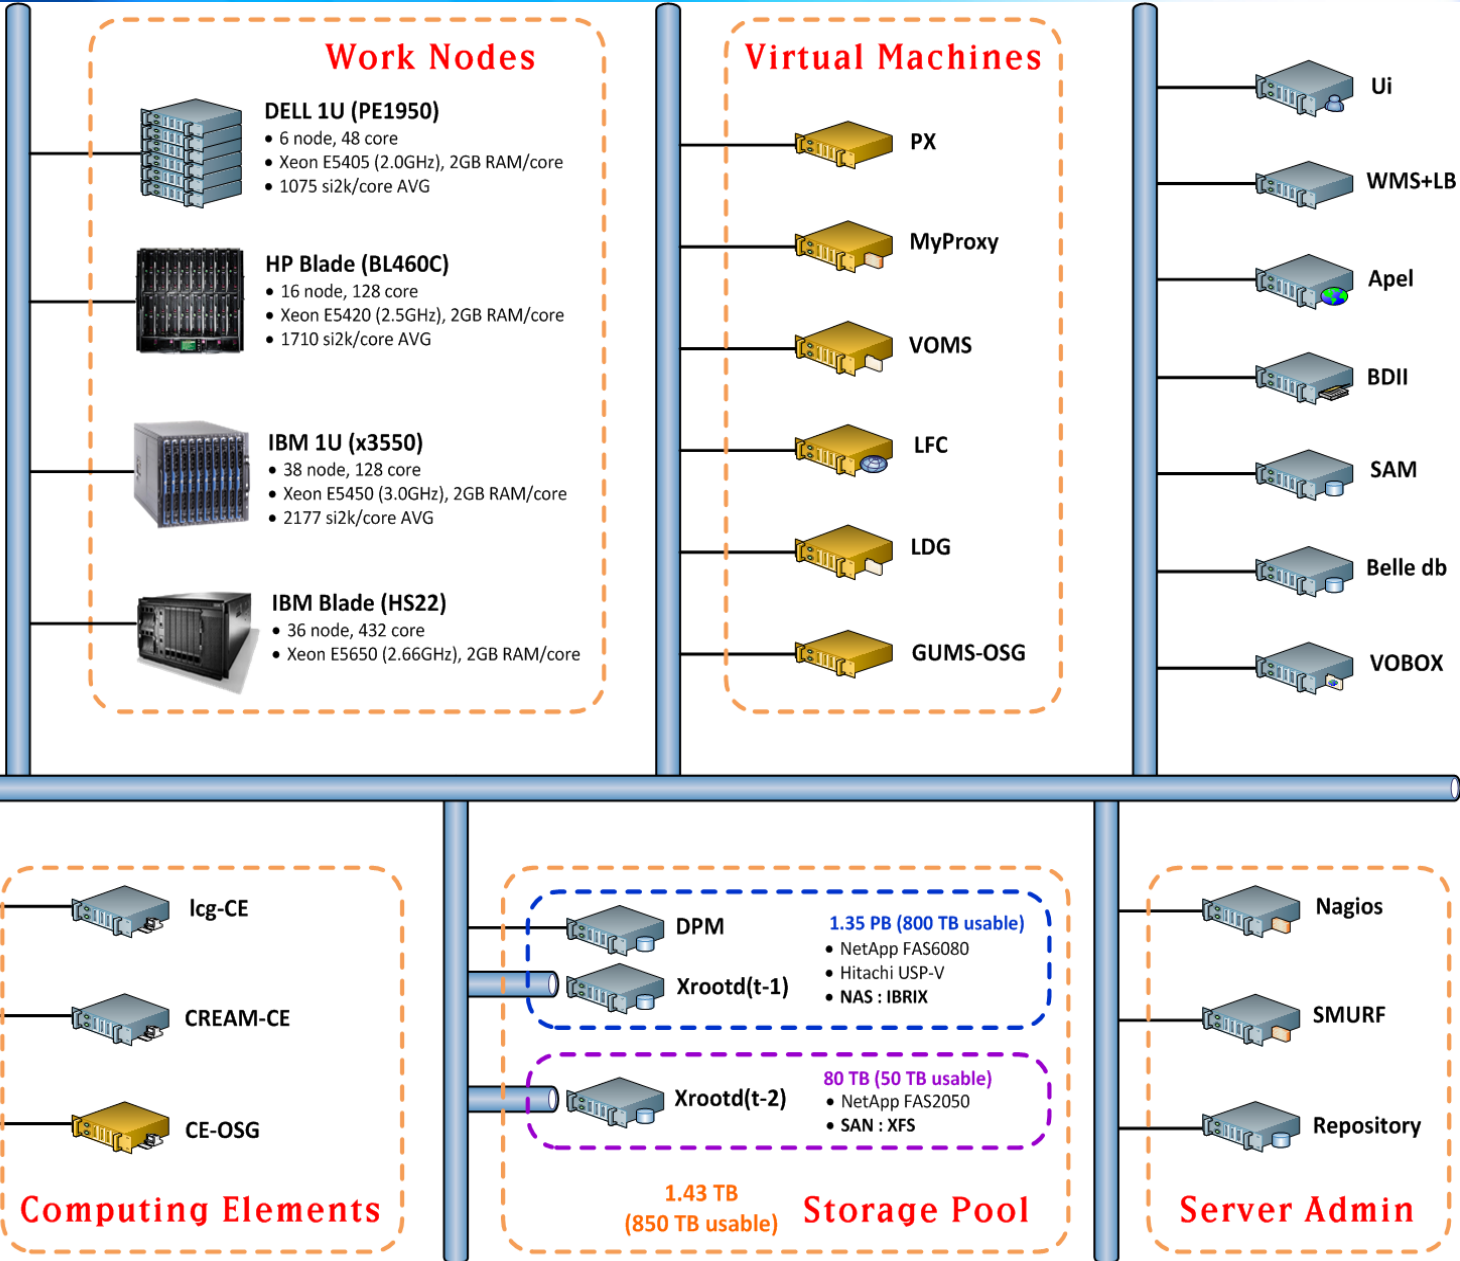 Work Nodes
DELL 1U (PE1950)
• 6 node, 48 core
• Xeon E5405 (2.0GHz), 2GB RAM/core
• 1075 si2k/core AVG
HP Blade (BL460C)
• 16 node, 128 core
• Xeon E5420 (2.5GHz), 2GB RAM/core
• 1710 si2k/core AVG
IBM 1U (x3550)
• 38 node, 128 core
• Xeon E5450 (3.0GHz), 2GB RAM/core
• 2177 si2k/core AVG
IBM Blade (HS22)
• 36 node, 432 core
• Xeon E5650 (2.66GHz), 2GB RAM/core
Virtual Machines
PX
MyProxy
VOMS
LFC
LDG
GUMS-OSG
Ui
WMS+LB
Apel
BDII
SAM
Belle db
VOBOX
lcg-CE
CREAM-CE
CE-OSG
Computing Elements
DPM
Xrootd(t-1)
1.35 PB (800 TB usable)
• NetApp FAS6080
• Hitachi USP-V
• NAS : IBRIX
Xrootd(t-2)
80 TB (50 TB usable)
• NetApp FAS2050
• SAN : XFS
1.43 TB
(850 TB usable)
Storage Pool
Nagios
SMURF
Repository
Server Admin